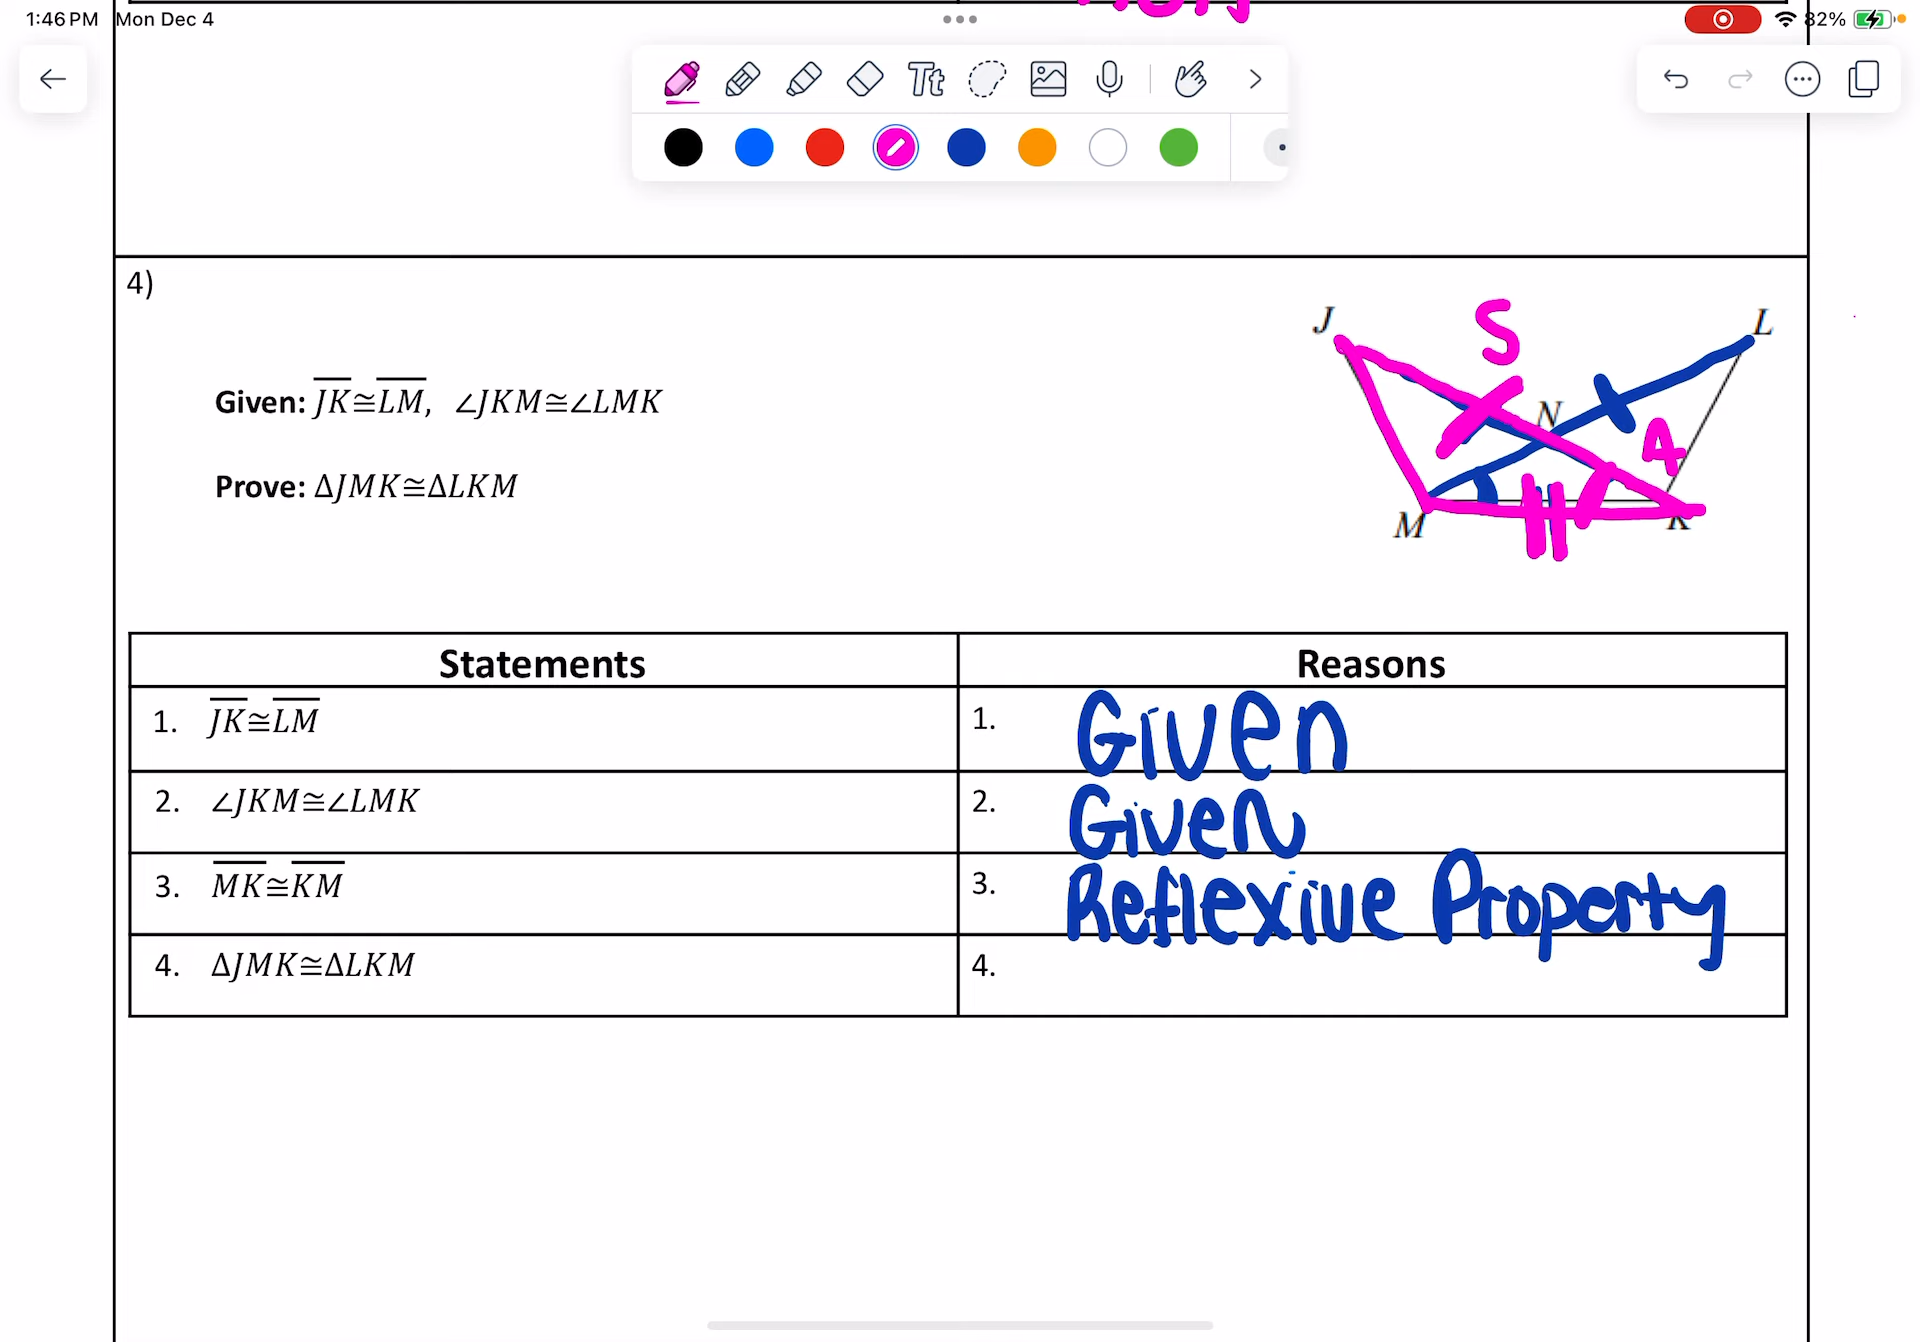 1:46 PM Mon Dec 4
82%
Tt
4)
Given: JK≅LM, ∠JKM≅∠LMK
Prove: ΔJMK≅ΔLKM
J
S
L
N
A
M
K
Statements
Reasons
1. JK≅LM
1. Given
2. ∠JKM≅∠LMK
2. Given
3. MK≅KM
3. Reflexive Property
4. ΔJMK≅ΔLKM
4.